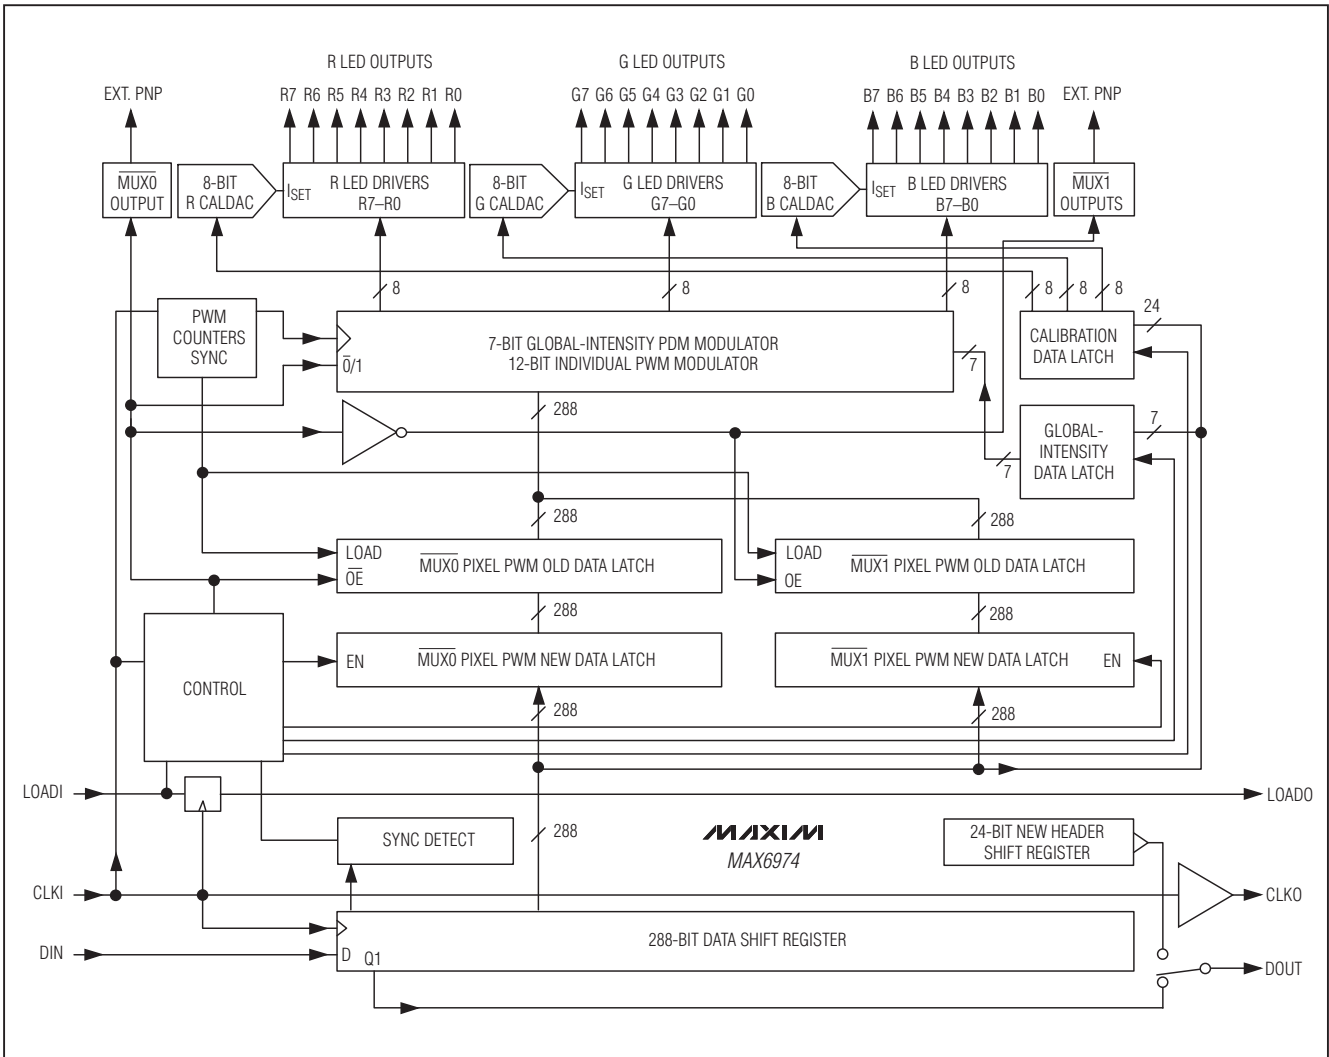 R LED OUTPUTS
G LED OUTPUTS
B LED OUTPUTS
EXT. PNP
R7 R6 R5 R4 R3 R2 R1 R0
G7 G6 G5 G4 G3 G2 G1 G0
B7 B6 B5 B4 B3 B2 B1 B0
EXT. PNP
M̅U̅X̅0̅
OUTPUT
8-BIT
R CALDAC
ISET
R LED DRIVERS
R7–R0
8-BIT
G CALDAC
ISET
G LED DRIVERS
G7–G0
8-BIT
B CALDAC
ISET
B LED DRIVERS
B7–B0
M̅U̅X̅1̅
OUTPUTS
8
8
8
8
8
8
24
PWM
COUNTERS
SYNC
0̅/1
7-BIT GLOBAL-INTENSITY PDM MODULATOR
12-BIT INDIVIDUAL PWM MODULATOR
7
CALIBRATION
DATA LATCH
288
7
GLOBAL-
INTENSITY
DATA LATCH
7
288
288
LOAD
O̅E̅
M̅U̅X̅0̅ PIXEL PWM OLD DATA LATCH
LOAD
OE
M̅U̅X̅1̅ PIXEL PWM OLD DATA LATCH
288
288
EN
M̅U̅X̅0̅ PIXEL PWM NEW DATA LATCH
M̅U̅X̅1̅ PIXEL PWM NEW DATA LATCH
EN
CONTROL
288
288
LOADI
LOADO
SYNC DETECT
288
MAXIM
MAX6974
24-BIT NEW HEADER
SHIFT REGISTER
CLKI
CLKO
DIN
D
Q1
288-BIT DATA SHIFT REGISTER
DOUT